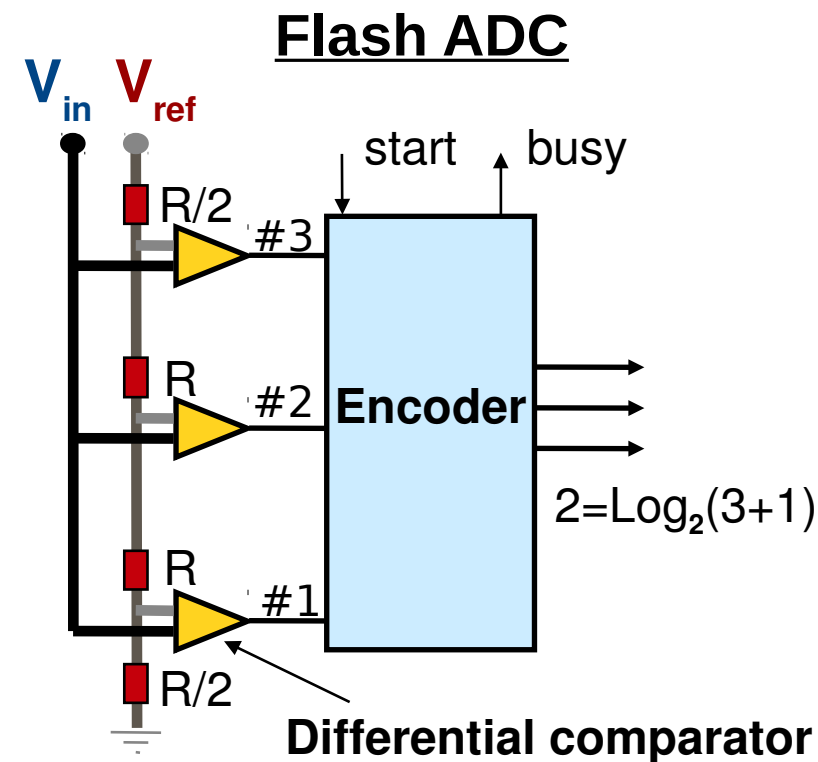 Flash ADC
Vin Vref
start busy
R/2
#3
R
#2
Encoder
2=Log2(3+1)
R
#1
R/2
Differential comparator